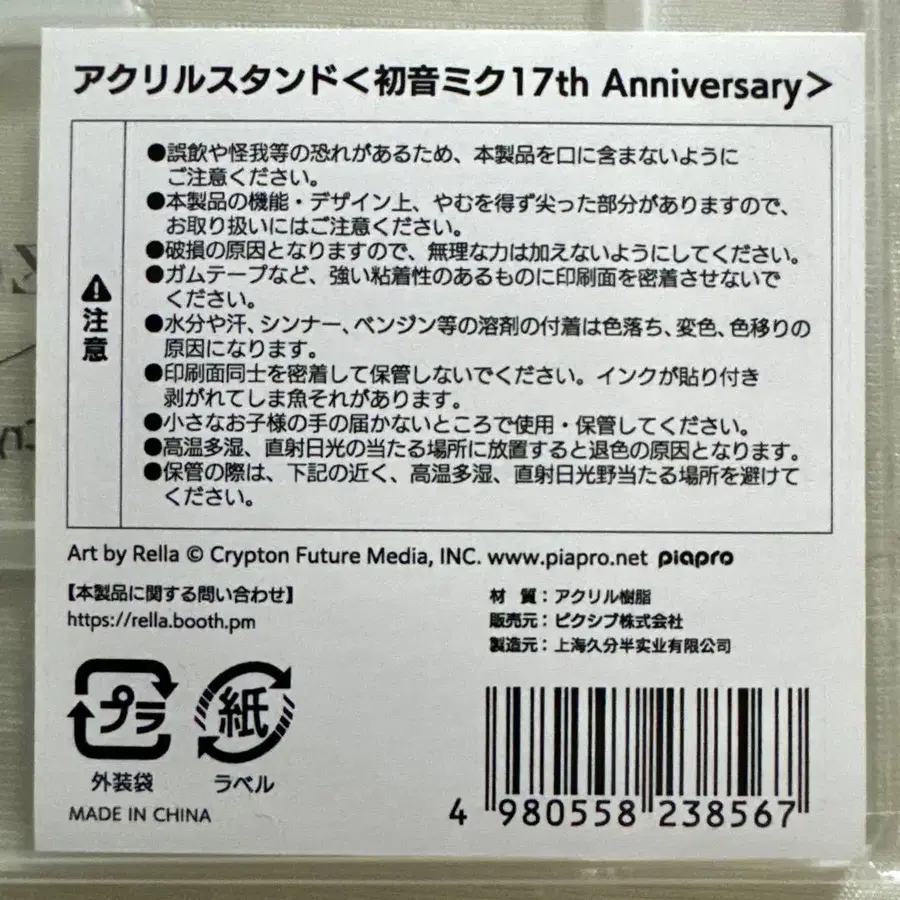 アクリルスタンド＜初音ミク17th Anniversary＞
●誤飲や怪我等の恐れがあるため、本製品を口に含まないように
ご注意ください。
●本製品の機能・デザイン上、やむを得ず尖った部分がありますので、
お取り扱いにはご注意ください。
●破損の原因となりますので、無理な力は加えないようにしてください。
●ガムテープなど、強い粘着性のあるものに印刷面を密着させないで
ください。
●水分や汗、シンナー、ベンジン等の溶剤の付着は色落ち、変色、色移りの
原因になります。
●印刷面同士を密着して保管しないでください。インクが貼り付き
剥がれてしま魚それがあります。
●小さなお子様の手の届かないところで使用・保管してください。
●高温多湿、直射日光の当たる場所に放置すると退色の原因となります。
●保管の際は、下記の近く、高温多湿、直射日光野当たる場所を避けて
ください。
注意
Art by Rella © Crypton Future Media, INC. www.piapro.net piapro
【本製品に関する問い合わせ】
https://rella.booth.pm
材　質：アクリル樹脂
販売元：ピクシブ株式会社
製造元：上海久分半实业有限公司
プラ
外装袋
紙
ラベル
MADE IN CHINA
4 980558 238567